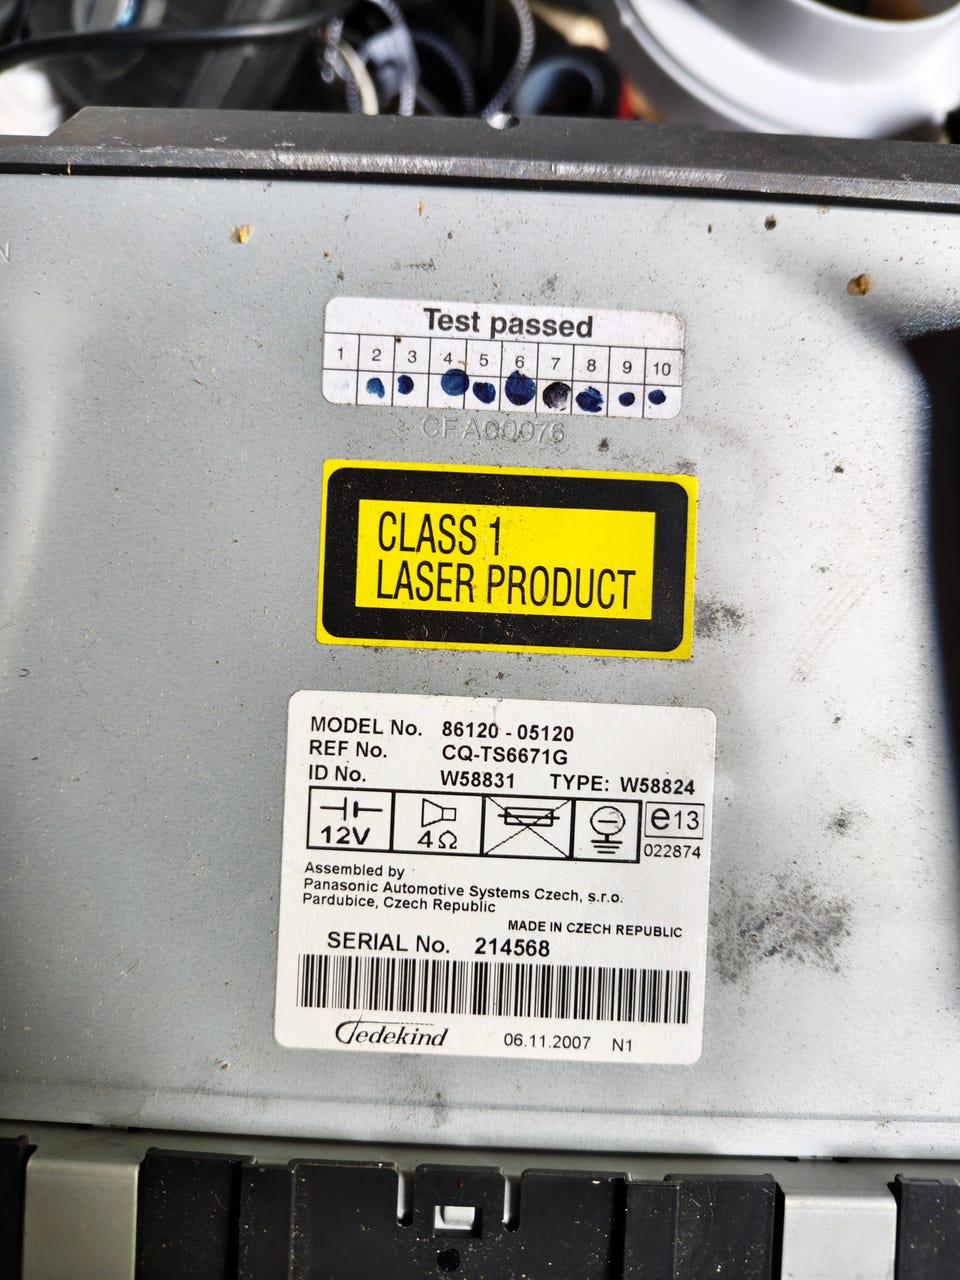 N
Test passed
1 2 3 4 5 6 7 8 9 10
CFA00976
CLASS 1
LASER PRODUCT
MODEL No. 86120 - 05120
REF No. CQ-TS6671G
ID No. W58831 TYPE: W58824
12V 4Ω e13
022874
Assembled by
Panasonic Automotive Systems Czech, s.r.o.
Pardubice, Czech Republic
MADE IN CZECH REPUBLIC
SERIAL No. 214568
Gedekind 06.11.2007 N1